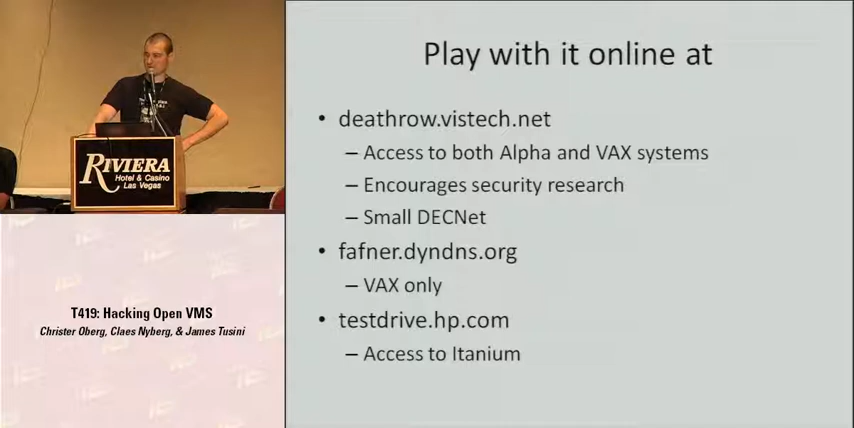 RIVIERA
Hotel & Casino
Las Vegas
T419: Hacking Open VMS
Christer Oberg, Claes Nyberg, & James Tusini
Play with it online at
• deathrow.vistech.net
– Access to both Alpha and VAX systems
– Encourages security research
– Small DECNet
• fafner.dyndns.org
– VAX only
• testdrive.hp.com
– Access to Itanium